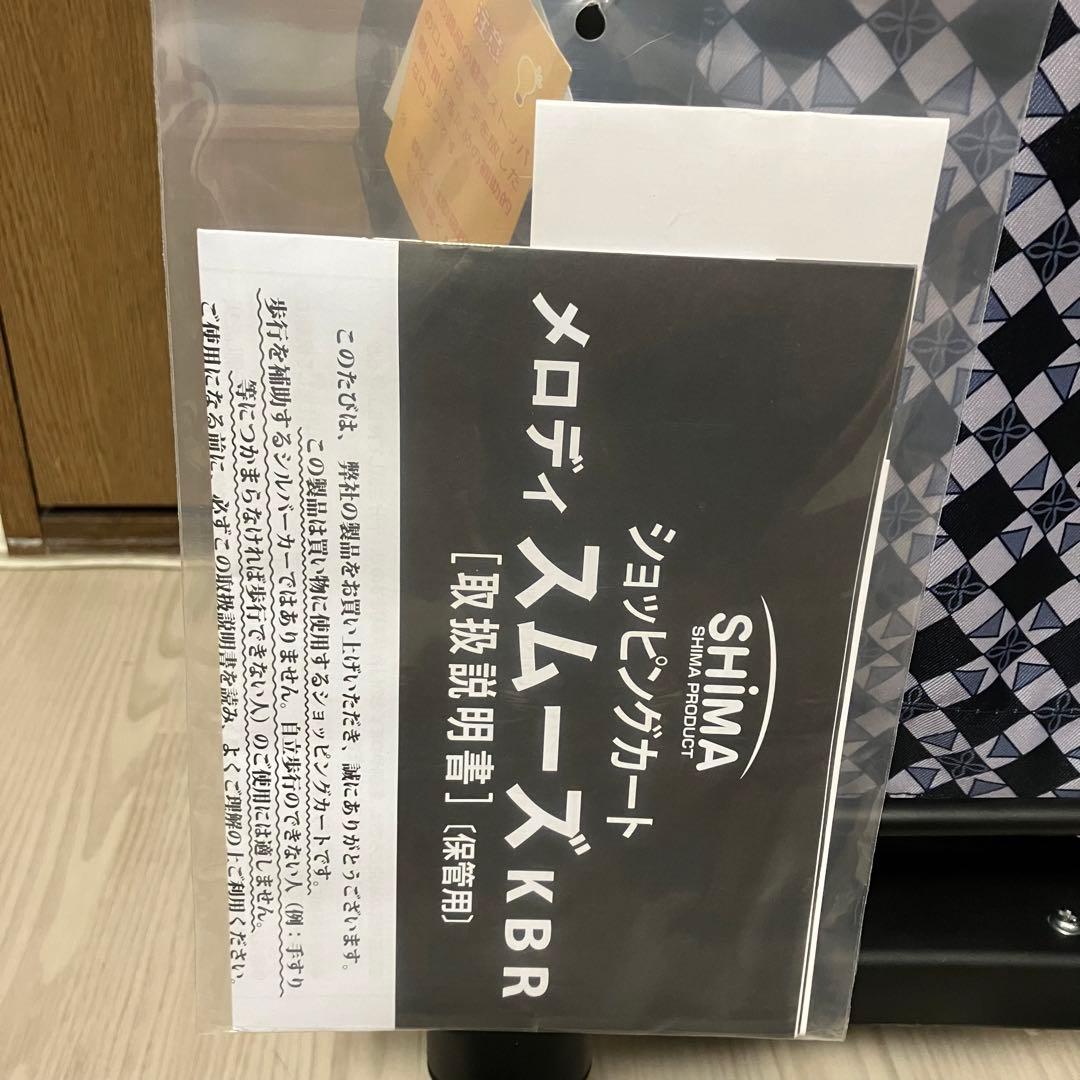 SHiMA
SHIMA PRODUCT
ショッピングカート
メロディ スムーズKBR
[取扱説明書]〔保管用〕
このたびは、弊社の製品をお買い上げいただき、誠にありがとうございます。
この製品は買い物に使用するショッピングカートです。
歩行を補助するシルバーカーではありません。自立歩行のできない人（例：手すり
等につかまらなければ歩行できない人）のご使用には適しません。
ご使用になる前に、必ずこの取扱説明書を読み、よくご理解の上ご利用ください。
注意